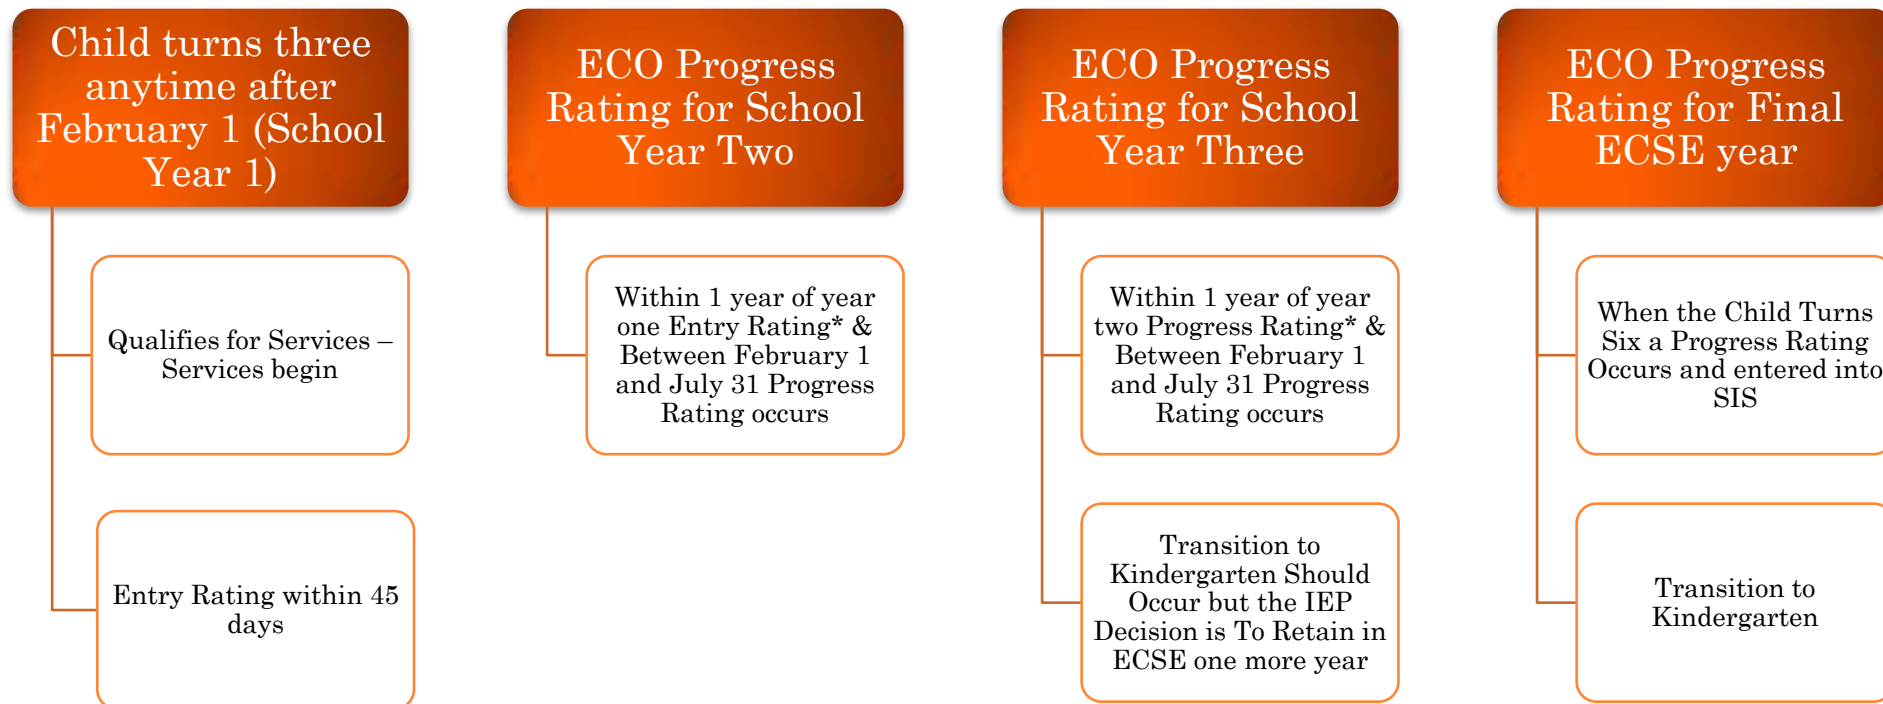 Child turns three
anytime after
February 1 (School
Year 1)
Qualifies for Services –
Services begin
Entry Rating within 45
days
ECO Progress
Rating for School
Year Two
Within 1 year of year
one Entry Rating* &
Between February 1
and July 31 Progress
Rating occurs
ECO Progress
Rating for School
Year Three
Within 1 year of year
two Progress Rating* &
Between February 1
and July 31 Progress
Rating occurs
Transition to
Kindergarten Should
Occur but the IEP
Decision is To Retain in
ECSE one more year
ECO Progress
Rating for Final
ECSE year
When the Child Turns
Six a Progress Rating
Occurs and entered into
SIS
Transition to
Kindergarten